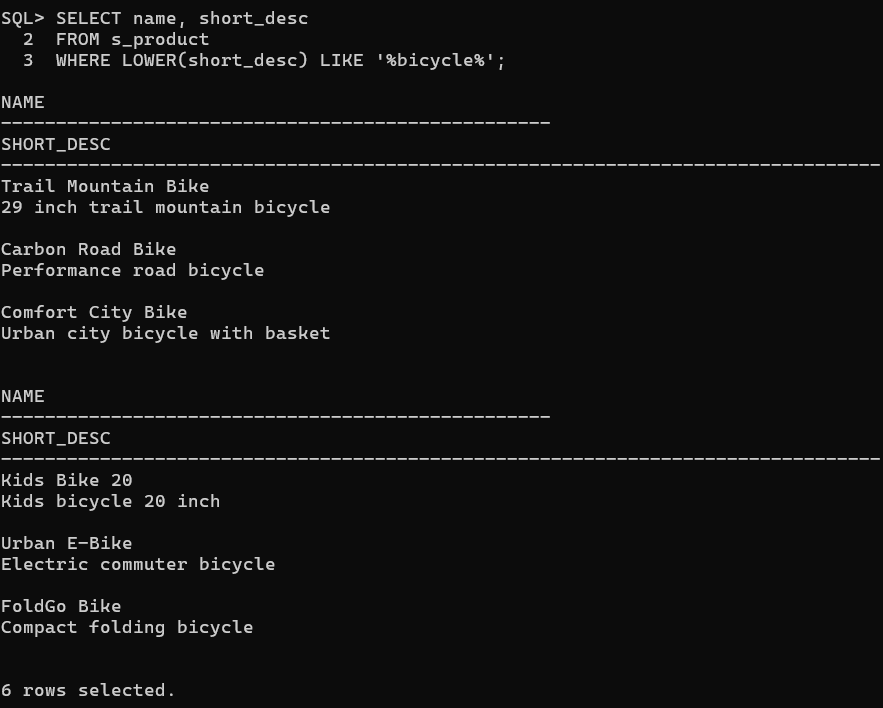 SQL> SELECT name, short_desc
  2  FROM s_product
  3  WHERE LOWER(short_desc) LIKE '%bicycle%';
NAME
--------------------------------------------------
SHORT_DESC
--------------------------------------------------------------------------------
Trail Mountain Bike
29 inch trail mountain bicycle
Carbon Road Bike
Performance road bicycle
Comfort City Bike
Urban city bicycle with basket
NAME
--------------------------------------------------
SHORT_DESC
--------------------------------------------------------------------------------
Kids Bike 20
Kids bicycle 20 inch
Urban E-Bike
Electric commuter bicycle
FoldGo Bike
Compact folding bicycle
6 rows selected.